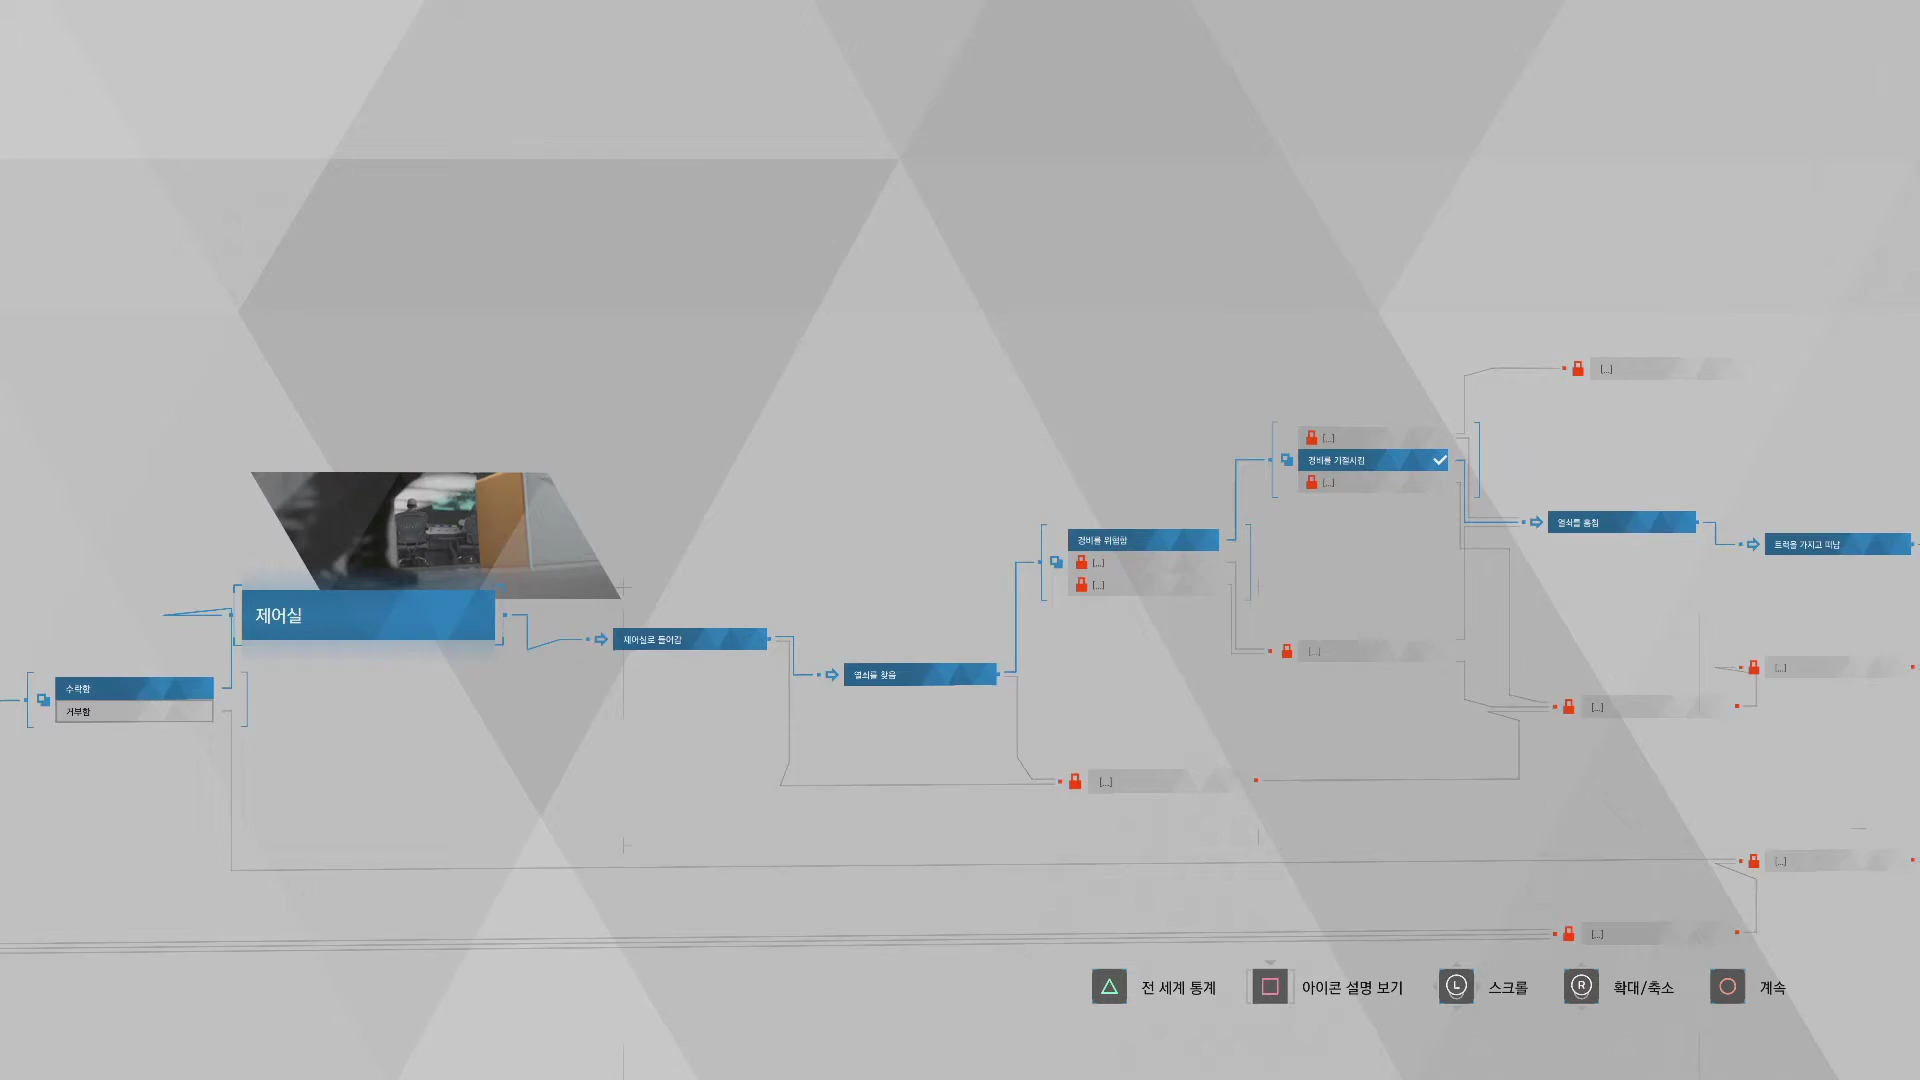 수락함
거부함
제어실
제어실로 들어감
열쇠를 찾음
경비를 위협함
[...]
[...]
[...]
[...]
경비를 기절시킴
[...]
[...]
[...]
열쇠를 훔침
[...]
[...]
트럭을 가지고 떠남
[...]
[...]
전 세계 통계
아이콘 설명 보기
L
스크롤
R
확대/축소
계속